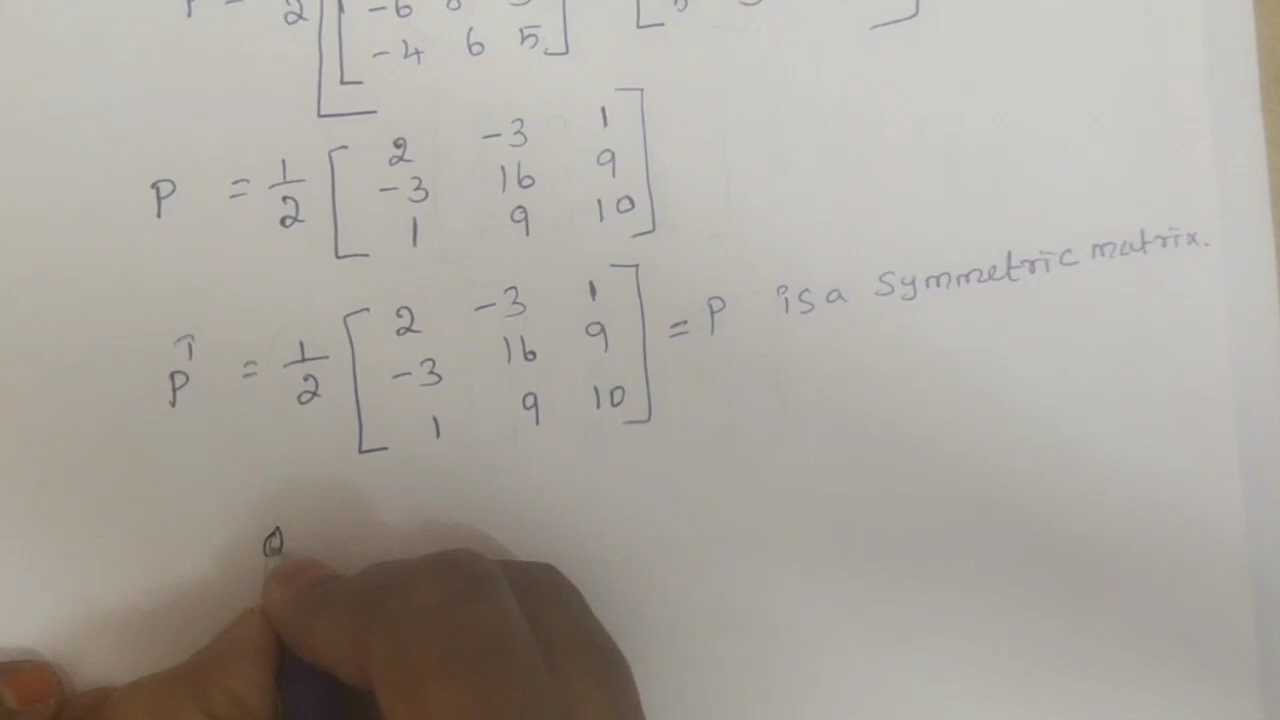 2 -6
-4 6 5
P = 1/2 [ 2 -3 1
-3 16 9
1 9 10 ]
P^T = 1/2 [ 2 -3 1
-3 16 9
1 9 10 ] = P is a symmetric matrix.
Q